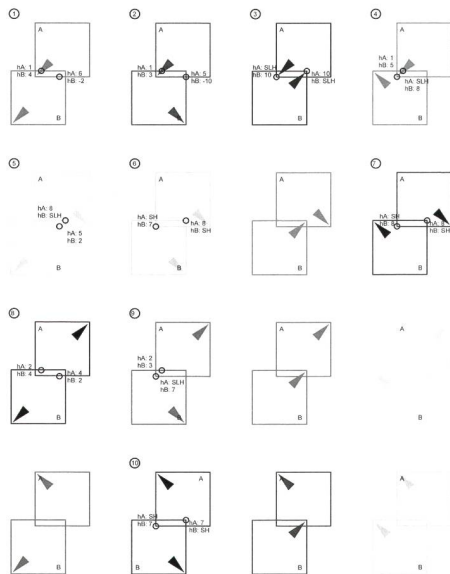 1
A
hA: 1
hB: 4
hA: 6
hB: -2
B
2
A
hA: 1
hB: 3
hA: 5
hB: -10
B
3
A
hA: SLH
hB: 10
hA: 10
hB: SLH
B
4
A
hA: 1
hB: 5
hA: SLH
hB: 8
B
5
A
hA: 8
hB: SLH
hA: 5
hB: 2
B
6
A
hA: SH
hB: 7
hA: 8
hB: SH
B
A
B
7
A
hA: SH
hB: 8
hA: 8
hB: SH
B
8
A
hA: 2
hB: 4
hA: 4
hB: 2
B
9
A
hA: 2
hB: 3
hA: SLH
hB: 7
B
A
B
A
B
A
B
10
A
hA: SH
hB: 7
hA: 7
hB: SH
B
A
B
A
B